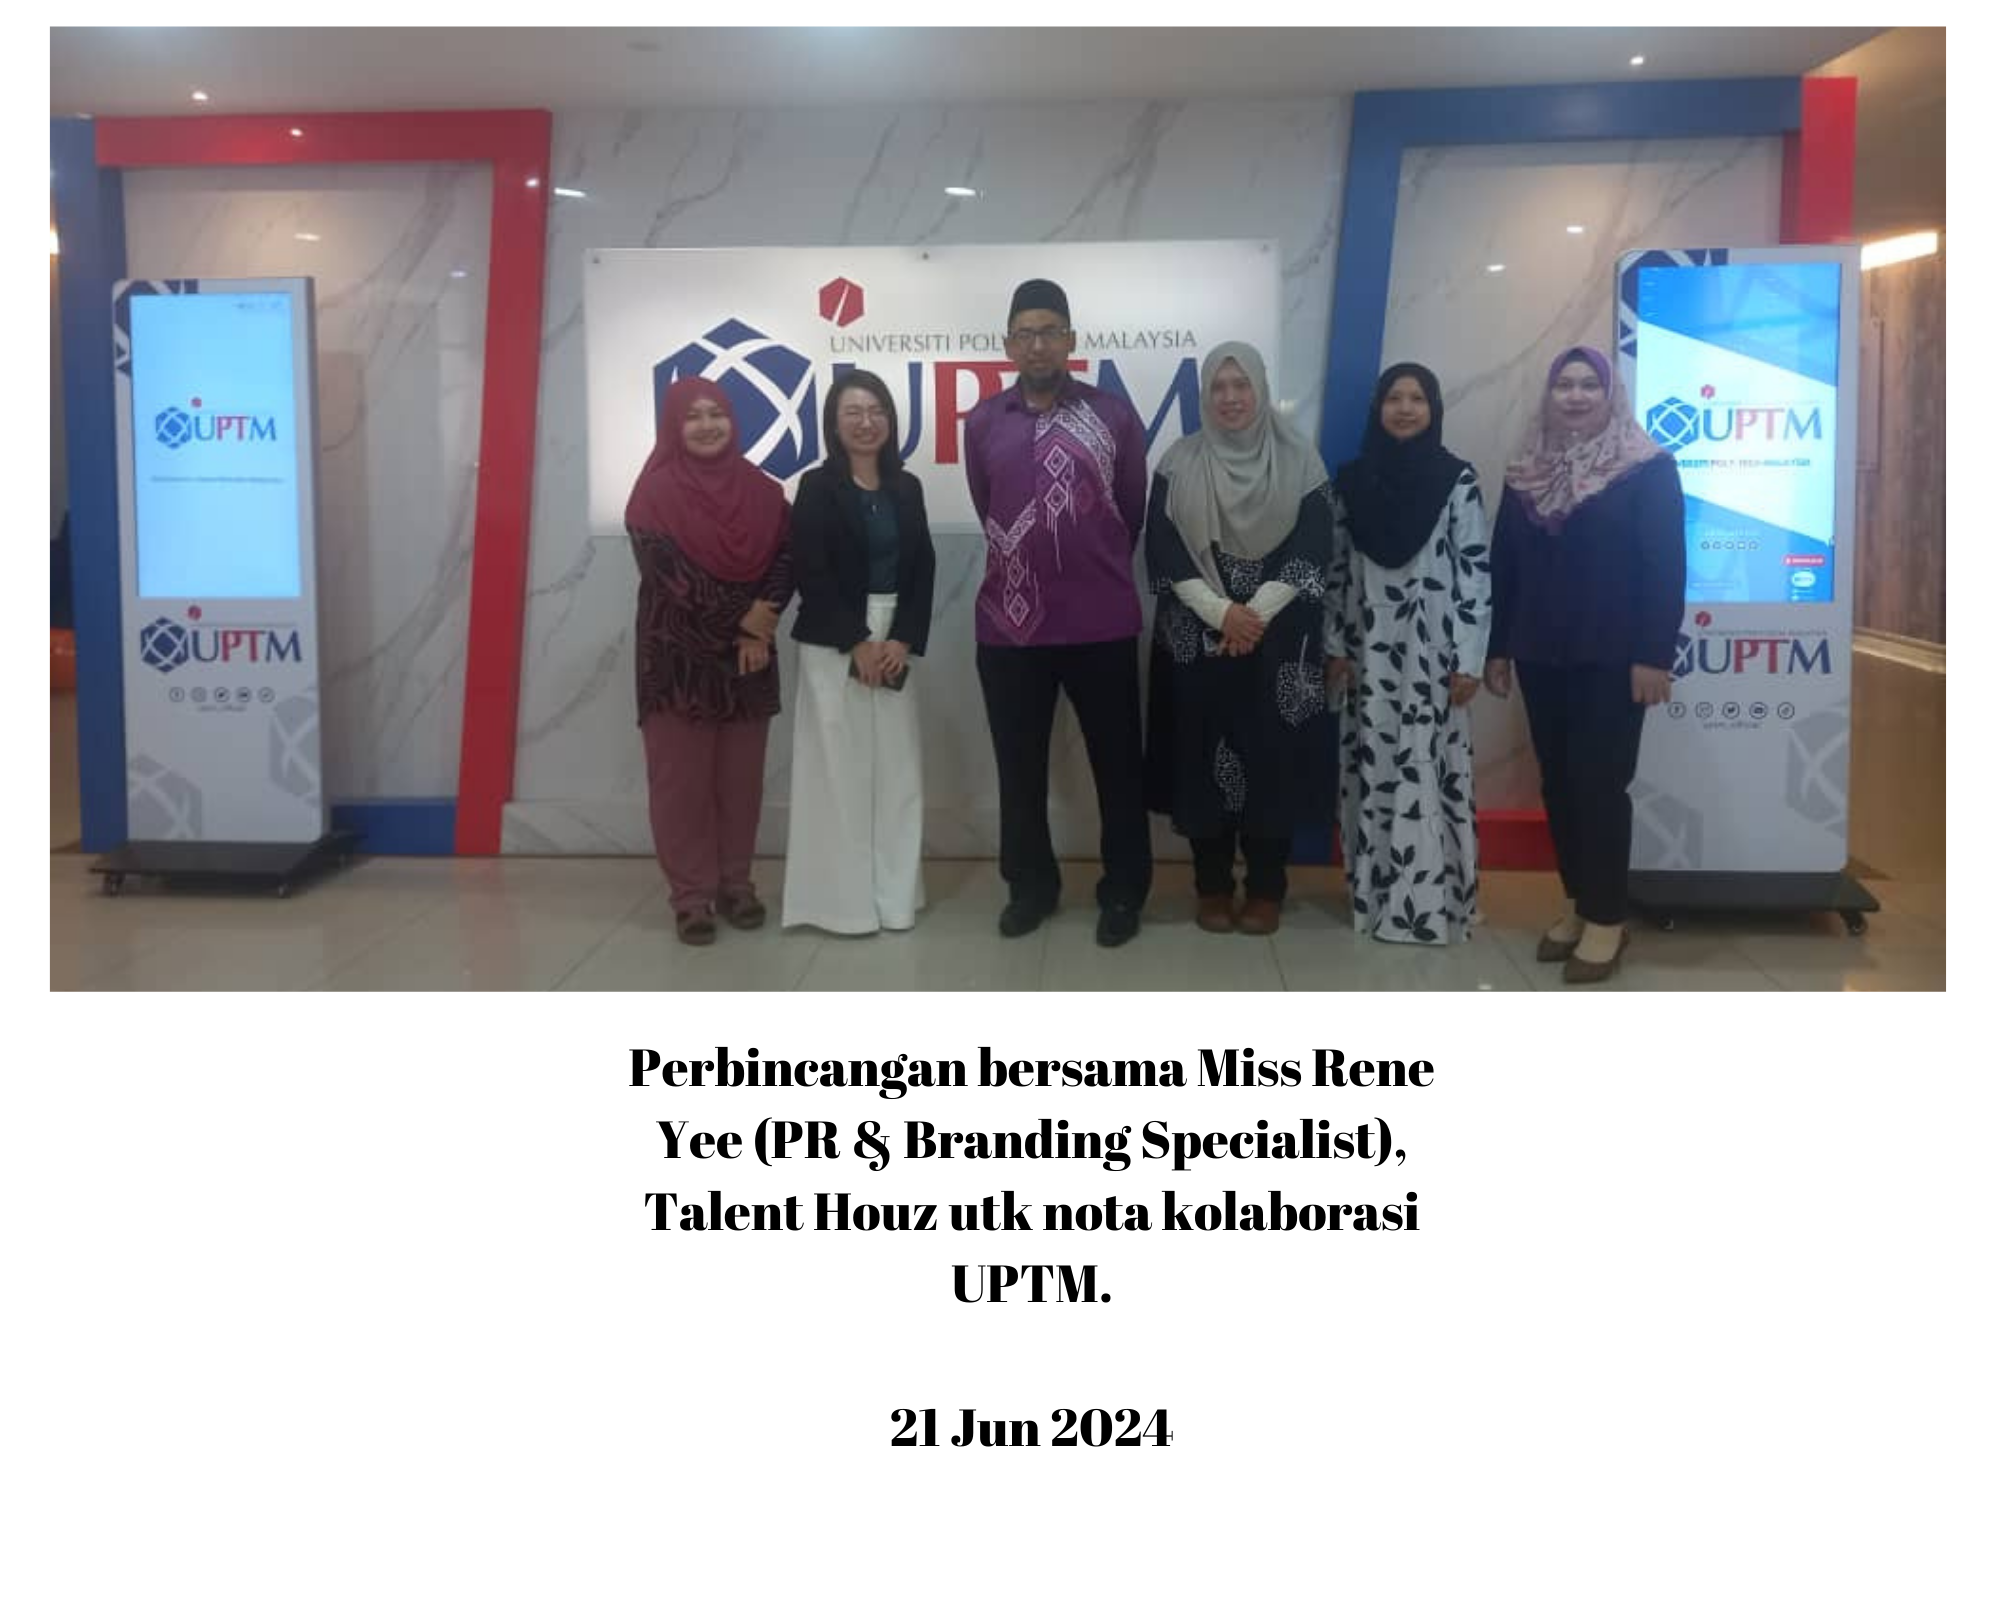 UNIVERSITI POLY MALAYSIA
UPTM
UPTM
UPTM
UPTM
UPTM
Perbincangan bersama Miss Rene
Yee (PR & Branding Specialist),
Talent Houz utk nota kolaborasi
UPTM.
21 Jun 2024